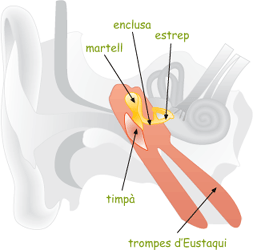 enclusa
estrep
martell
timpà
trompes d'Eustaqui